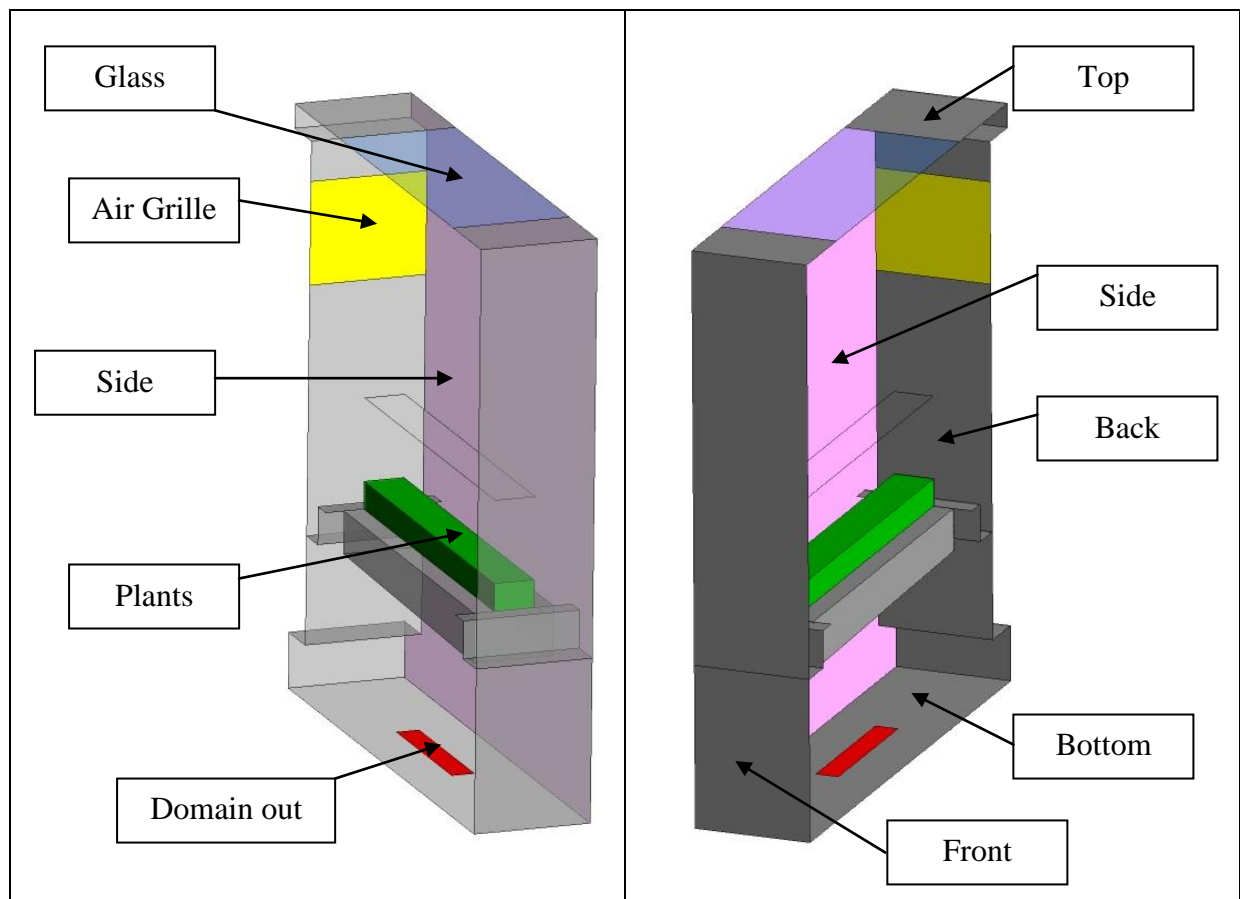 Glass
Air Grille
Side
Plants
Domain out
Top
Side
Back
Bottom
Front